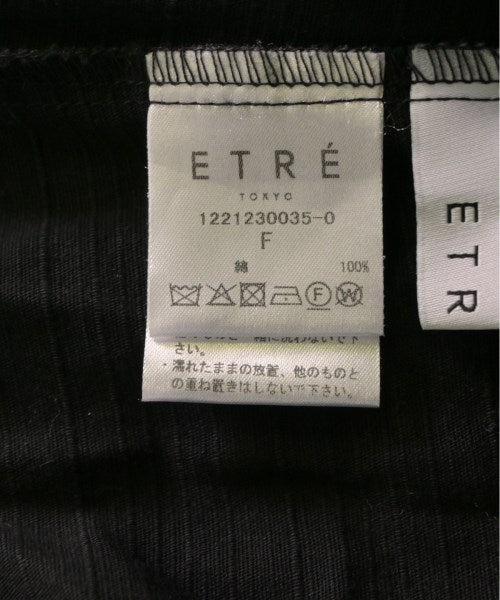 ETRÉ
TOKYO
1221230035-0
F
綿 100%
F W
さい。
・濡れたままの放置、他のものと
の重ね置きはしないで下さい。
ETR